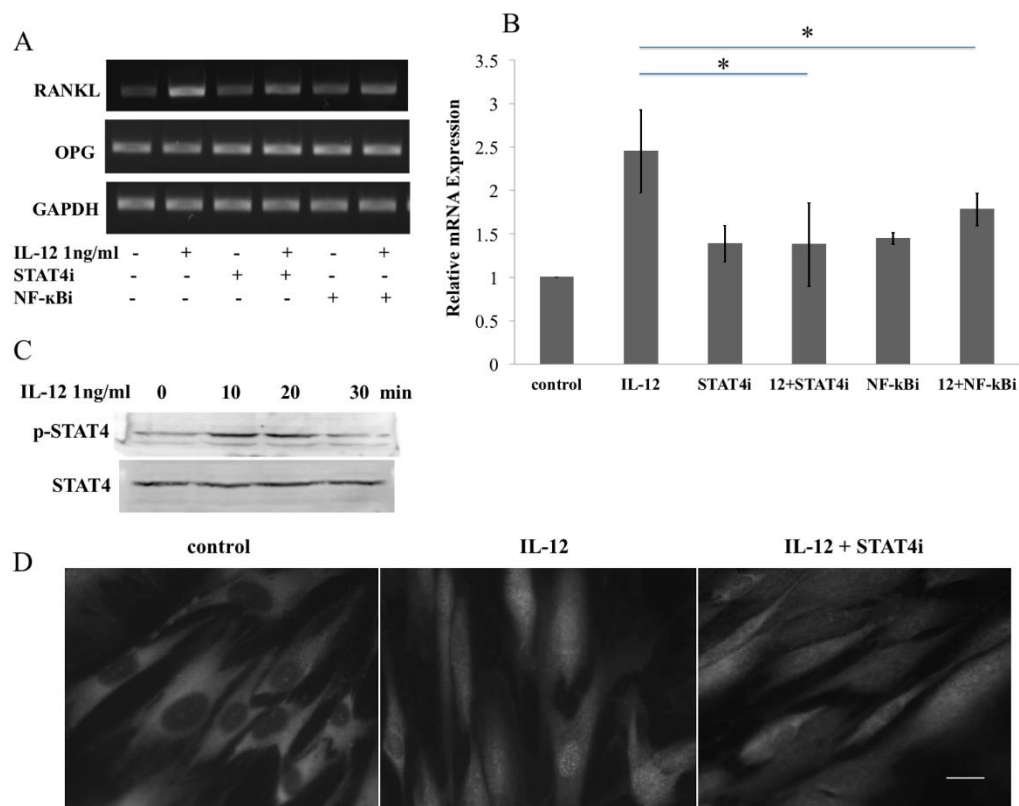 A
RANKL
OPG
GAPDH
IL-12 1ng/ml - + - + - +
STAT4i - - + + - -
NF-κBi - - - - + +
B
* 
*
3.5
3
2.5
2
1.5
1
0.5
0
Relative mRNA Expression
control IL-12 STAT4i 12+STAT4i NF-kBi 12+NF-kBi
C
IL-12 1ng/ml 0 10 20 30 min
p-STAT4
STAT4
D
control IL-12 IL-12 + STAT4i